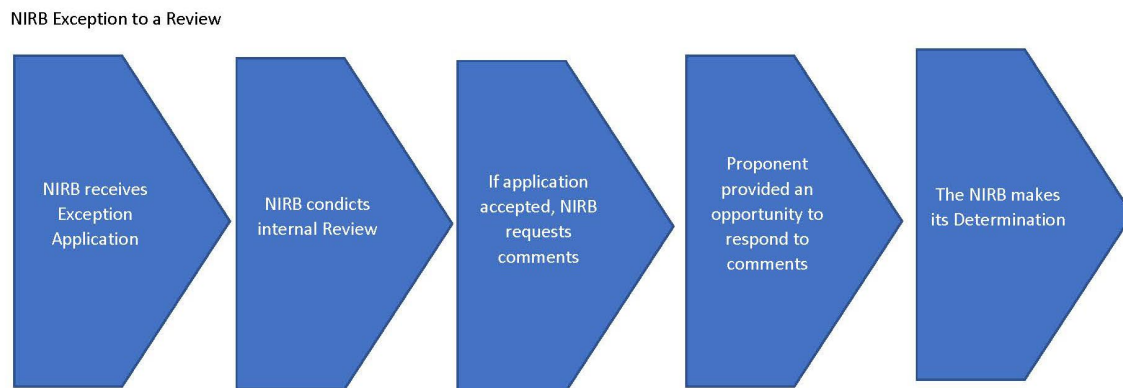 NIRB Exception to a Review
NIRB receives
Exception
Application
NIRB condicts
internal Review
If application
accepted, NIRB
requests
comments
Proponent
provided an
opportunity to
respond to
comments
The NIRB makes
its Determination